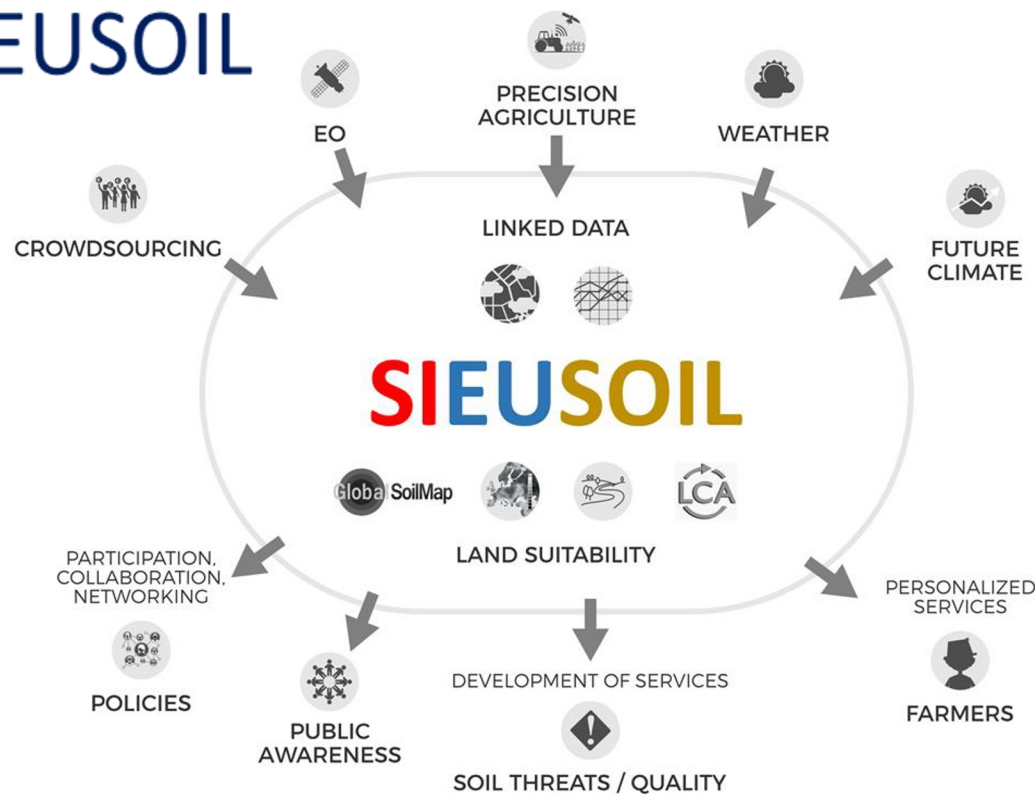 EUSOIL
EO
PRECISION
AGRICULTURE
WEATHER
CROWDSOURCING
FUTURE
CLIMATE
LINKED DATA
SIEUSOIL
Global SoilMap
LCA
LAND SUITABILITY
PARTICIPATION,
COLLABORATION,
NETWORKING
POLICIES
PUBLIC
AWARENESS
DEVELOPMENT OF SERVICES
SOIL THREATS / QUALITY
PERSONALIZED
SERVICES
FARMERS